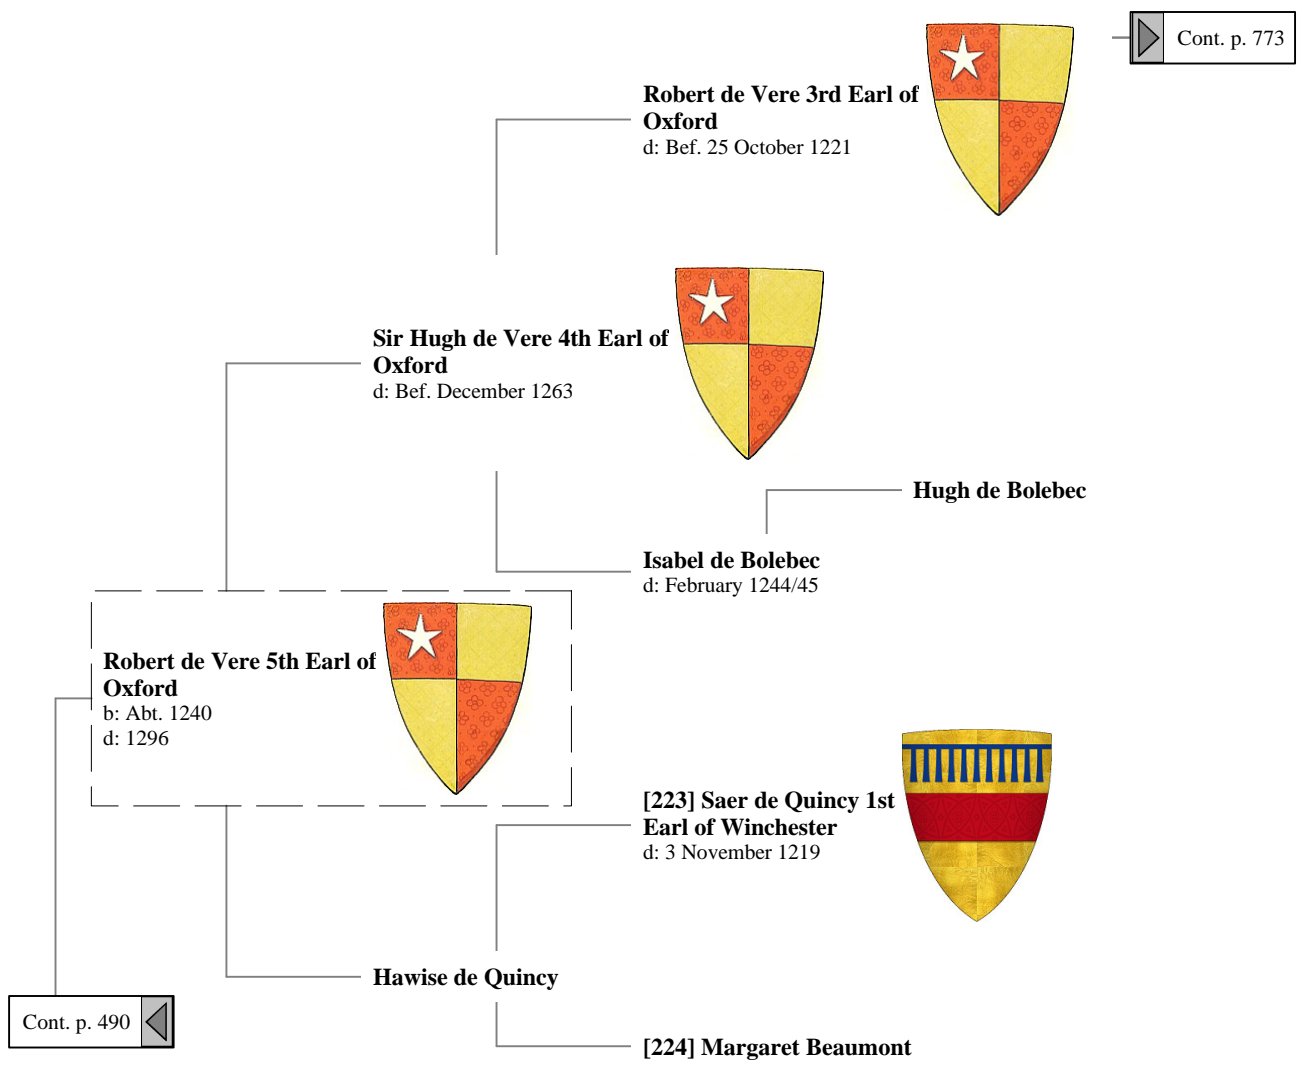 Cont. p. 773
Robert de Vere 3rd Earl of
Oxford
d: Bef. 25 October 1221
Sir Hugh de Vere 4th Earl of
Oxford
d: Bef. December 1263
Hugh de Bolebec
Isabel de Bolebec
d: February 1244/45
Robert de Vere 5th Earl of
Oxford
b: Abt. 1240
d: 1296
[223] Saer de Quincy 1st
Earl of Winchester
d: 3 November 1219
Hawise de Quincy
Cont. p. 490
[224] Margaret Beaumont